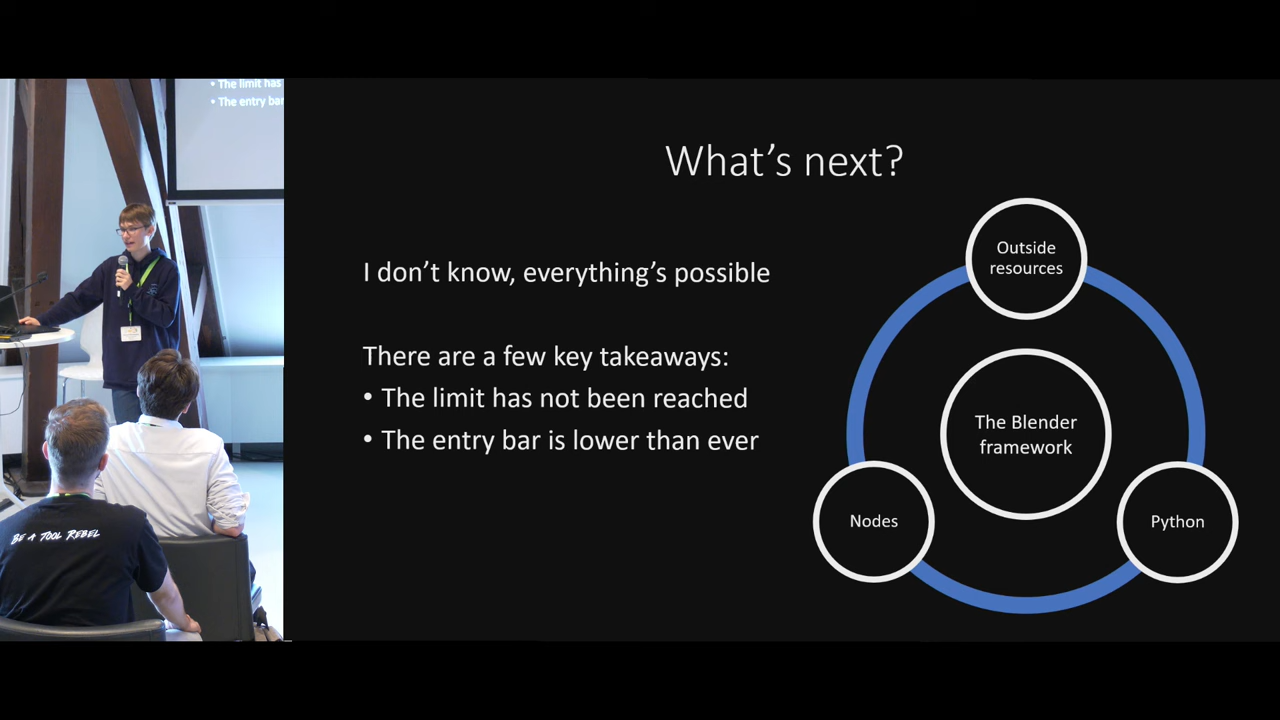 • The limit has
• The entry bar
BE A TOOL REBEL
What's next?
I don't know, everything's possible
There are a few key takeaways:
• The limit has not been reached
• The entry bar is lower than ever
Outside
resources
The Blender
framework
Nodes
Python